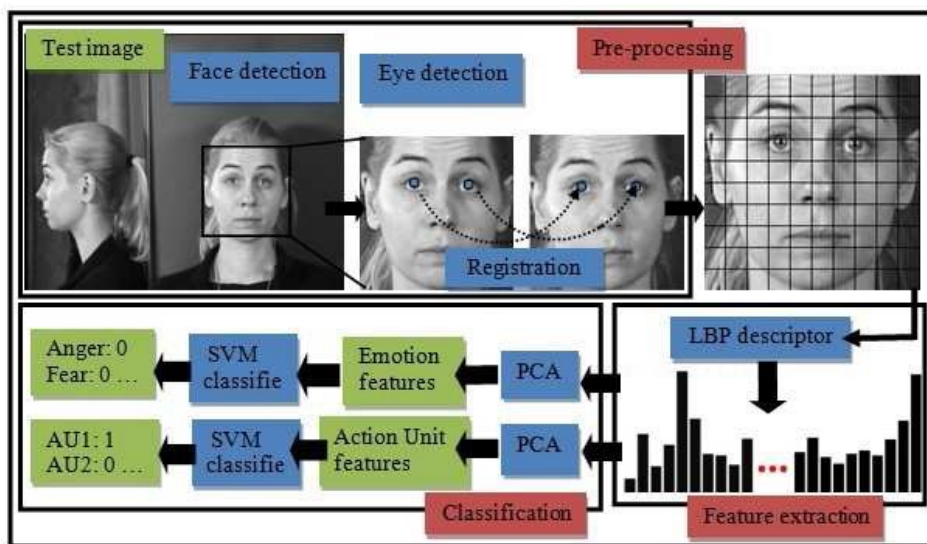 Test image
Pre-processing
Face detection
Eye detection
Registration
LBP descriptor
Anger: 0
Fear: 0 ...
SVM
classifie
Emotion
features
PCA
AU1: 1
AU2: 0 ...
SVM
classifie
Action Unit
features
PCA
Classification
Feature extraction